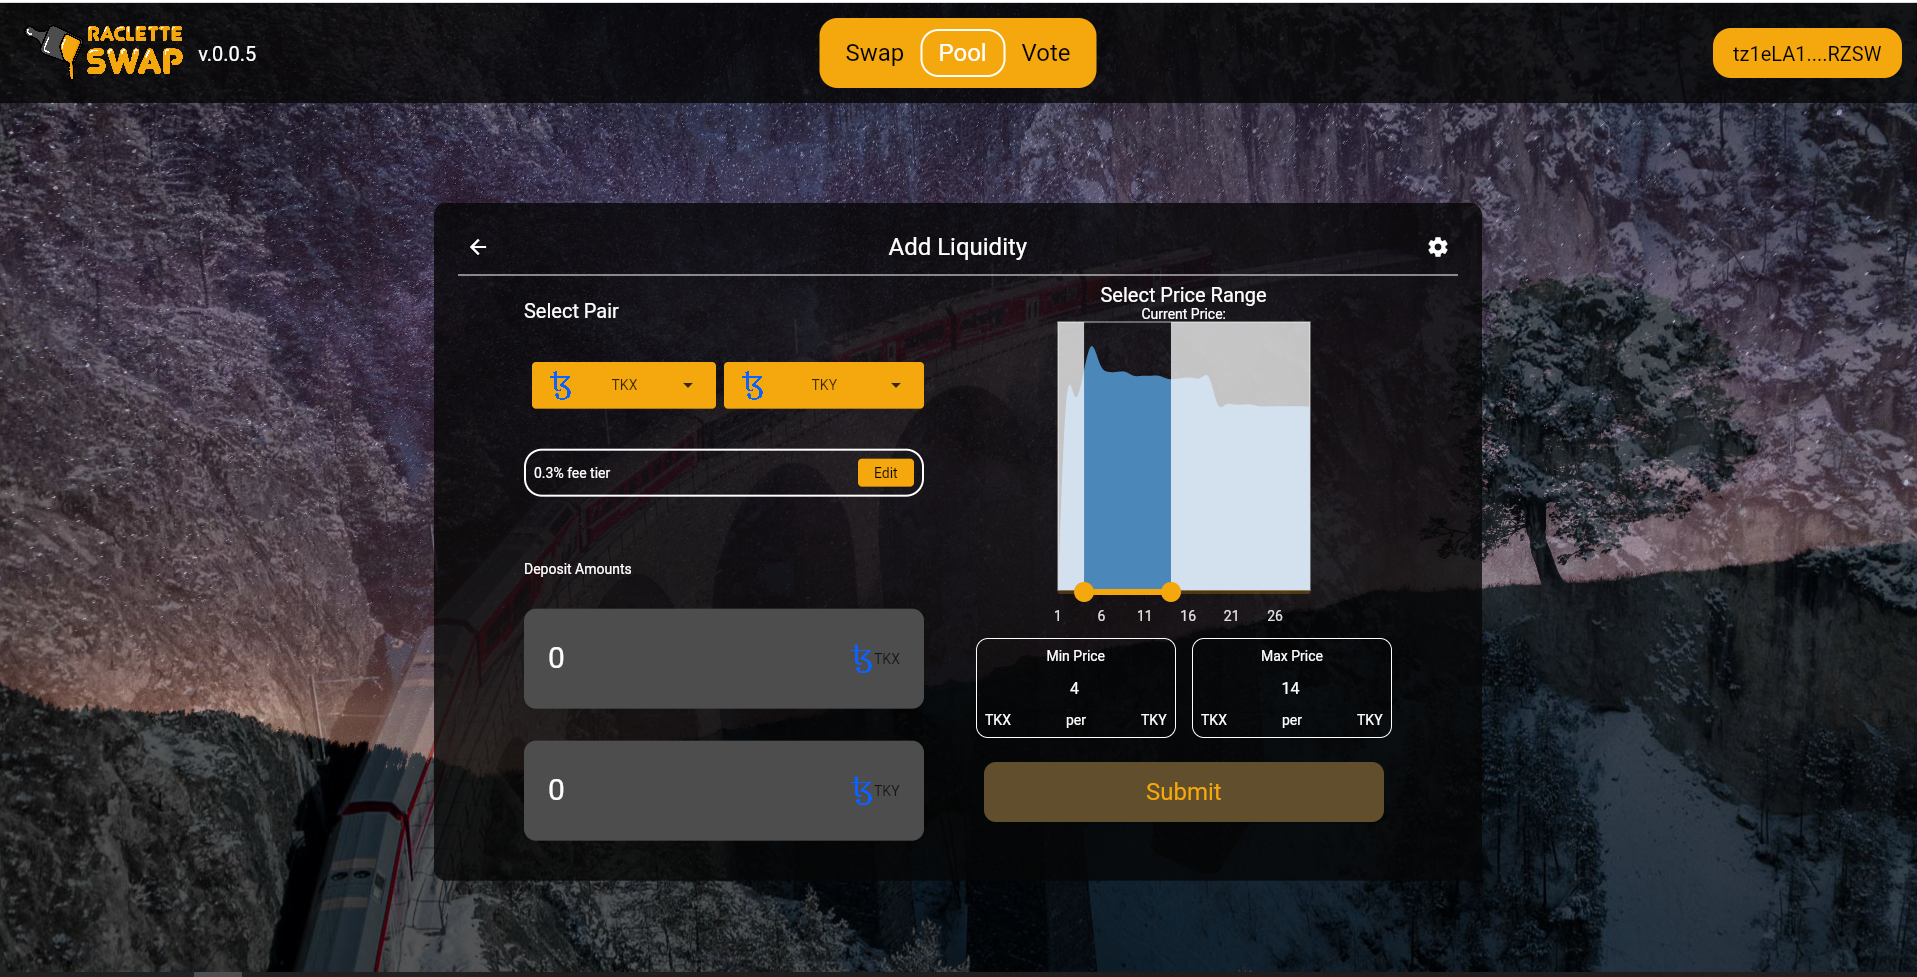 RACLETTE
SWAP
v.0.0.5
Swap
Pool
Vote
tz1eLA1....RZSW
Add Liquidity
Select Pair
TKX
TKY
0.3% fee tier
Edit
Deposit Amounts
0
TKX
0
TKY
Select Price Range
Current Price:
1 6 11 16 21 26
Min Price
4
TKX per TKY
Max Price
14
TKX per TKY
Submit